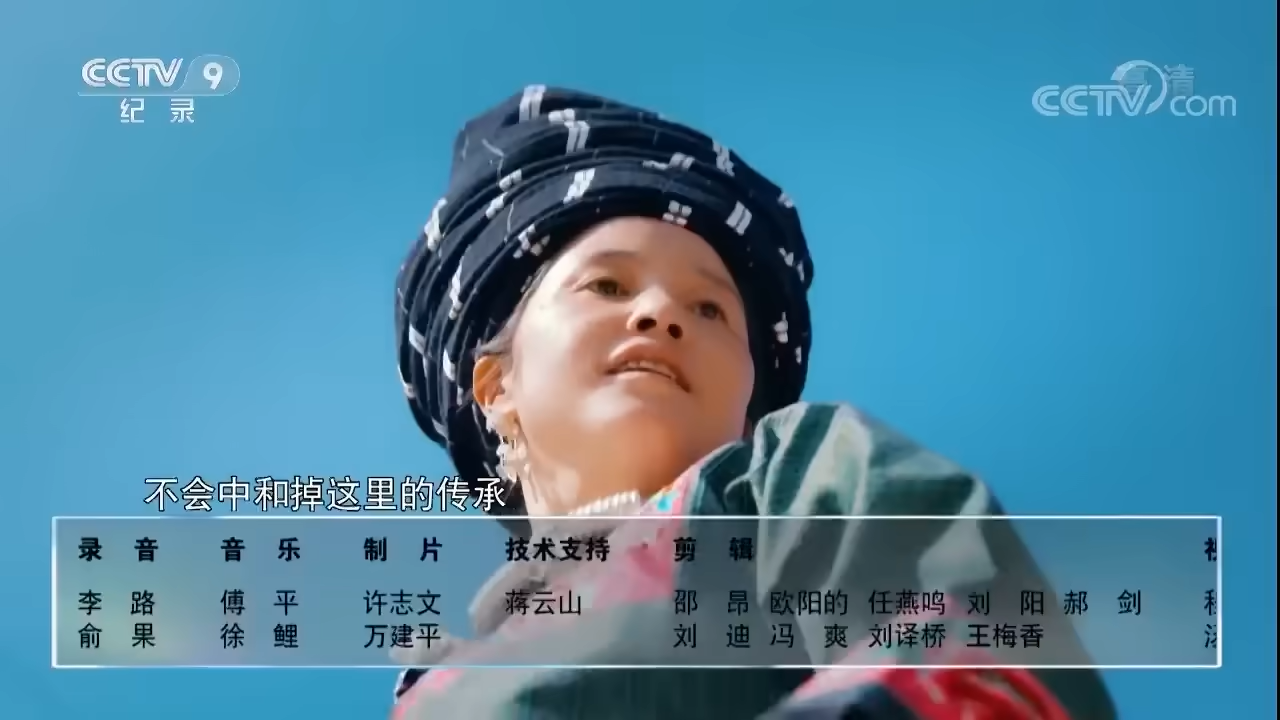 CCTV 9
纪录
高清
CCTV.com
不会中和掉这里的传承
录 音 音 乐 制 片 技术支持 剪 辑
李 路 傅 平 许志文 蒋云山 邵 昂 欧阳的 任燕鸣 刘 阳 郝 剑
俞 果 徐 鲤 万建平 刘 迪 冯 爽 刘译桥 王梅香